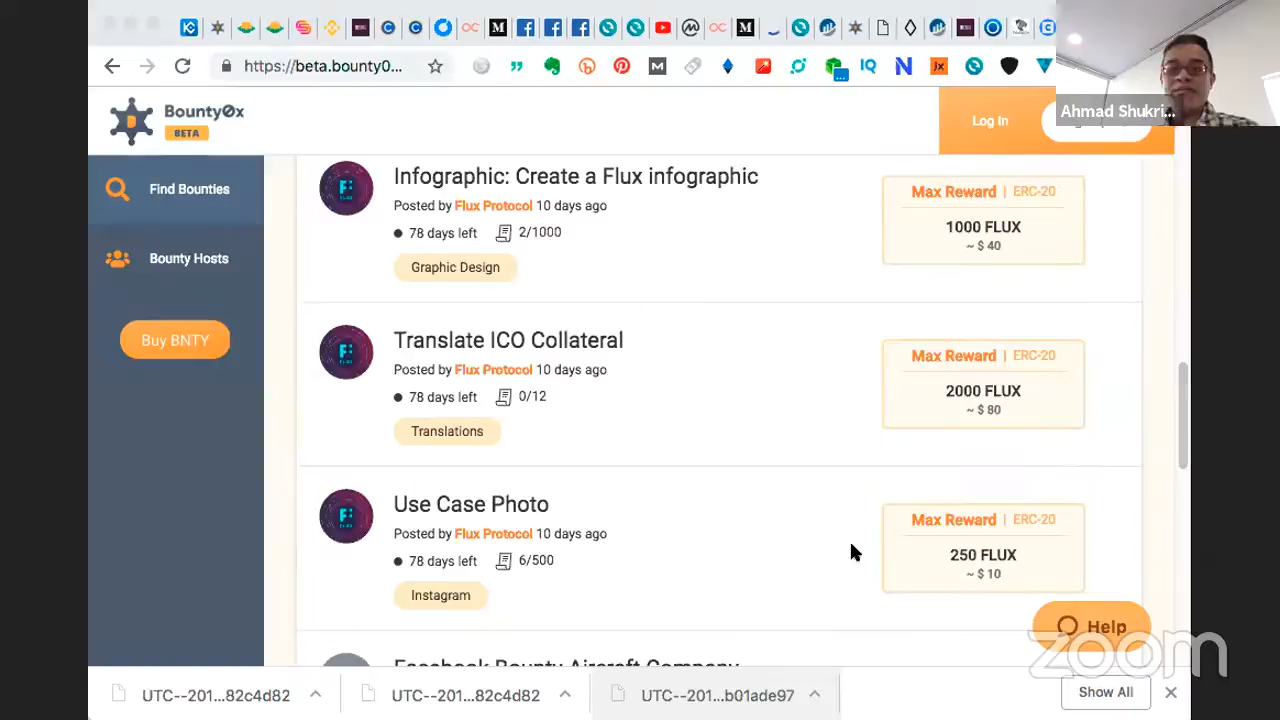 https://beta.bounty0...
Ahmad Shukri...
Bounty0x
BETA
Log In
Find Bounties
Bounty Hosts
Buy BNTY
Infographic: Create a Flux infographic
Posted by Flux Protocol 10 days ago
78 days left 2/1000
Graphic Design
Max Reward | ERC-20
1000 FLUX
~ $ 40
Translate ICO Collateral
Posted by Flux Protocol 10 days ago
78 days left 0/12
Translations
Max Reward | ERC-20
2000 FLUX
~ $ 80
Use Case Photo
Posted by Flux Protocol 10 days ago
78 days left 6/500
Instagram
Max Reward | ERC-20
250 FLUX
~ $ 10
Facebook Bounty Aircraft Company
Help
zoom
UTC--201...82c4d82
UTC--201...82c4d82
UTC--201...b01ade97
Show All